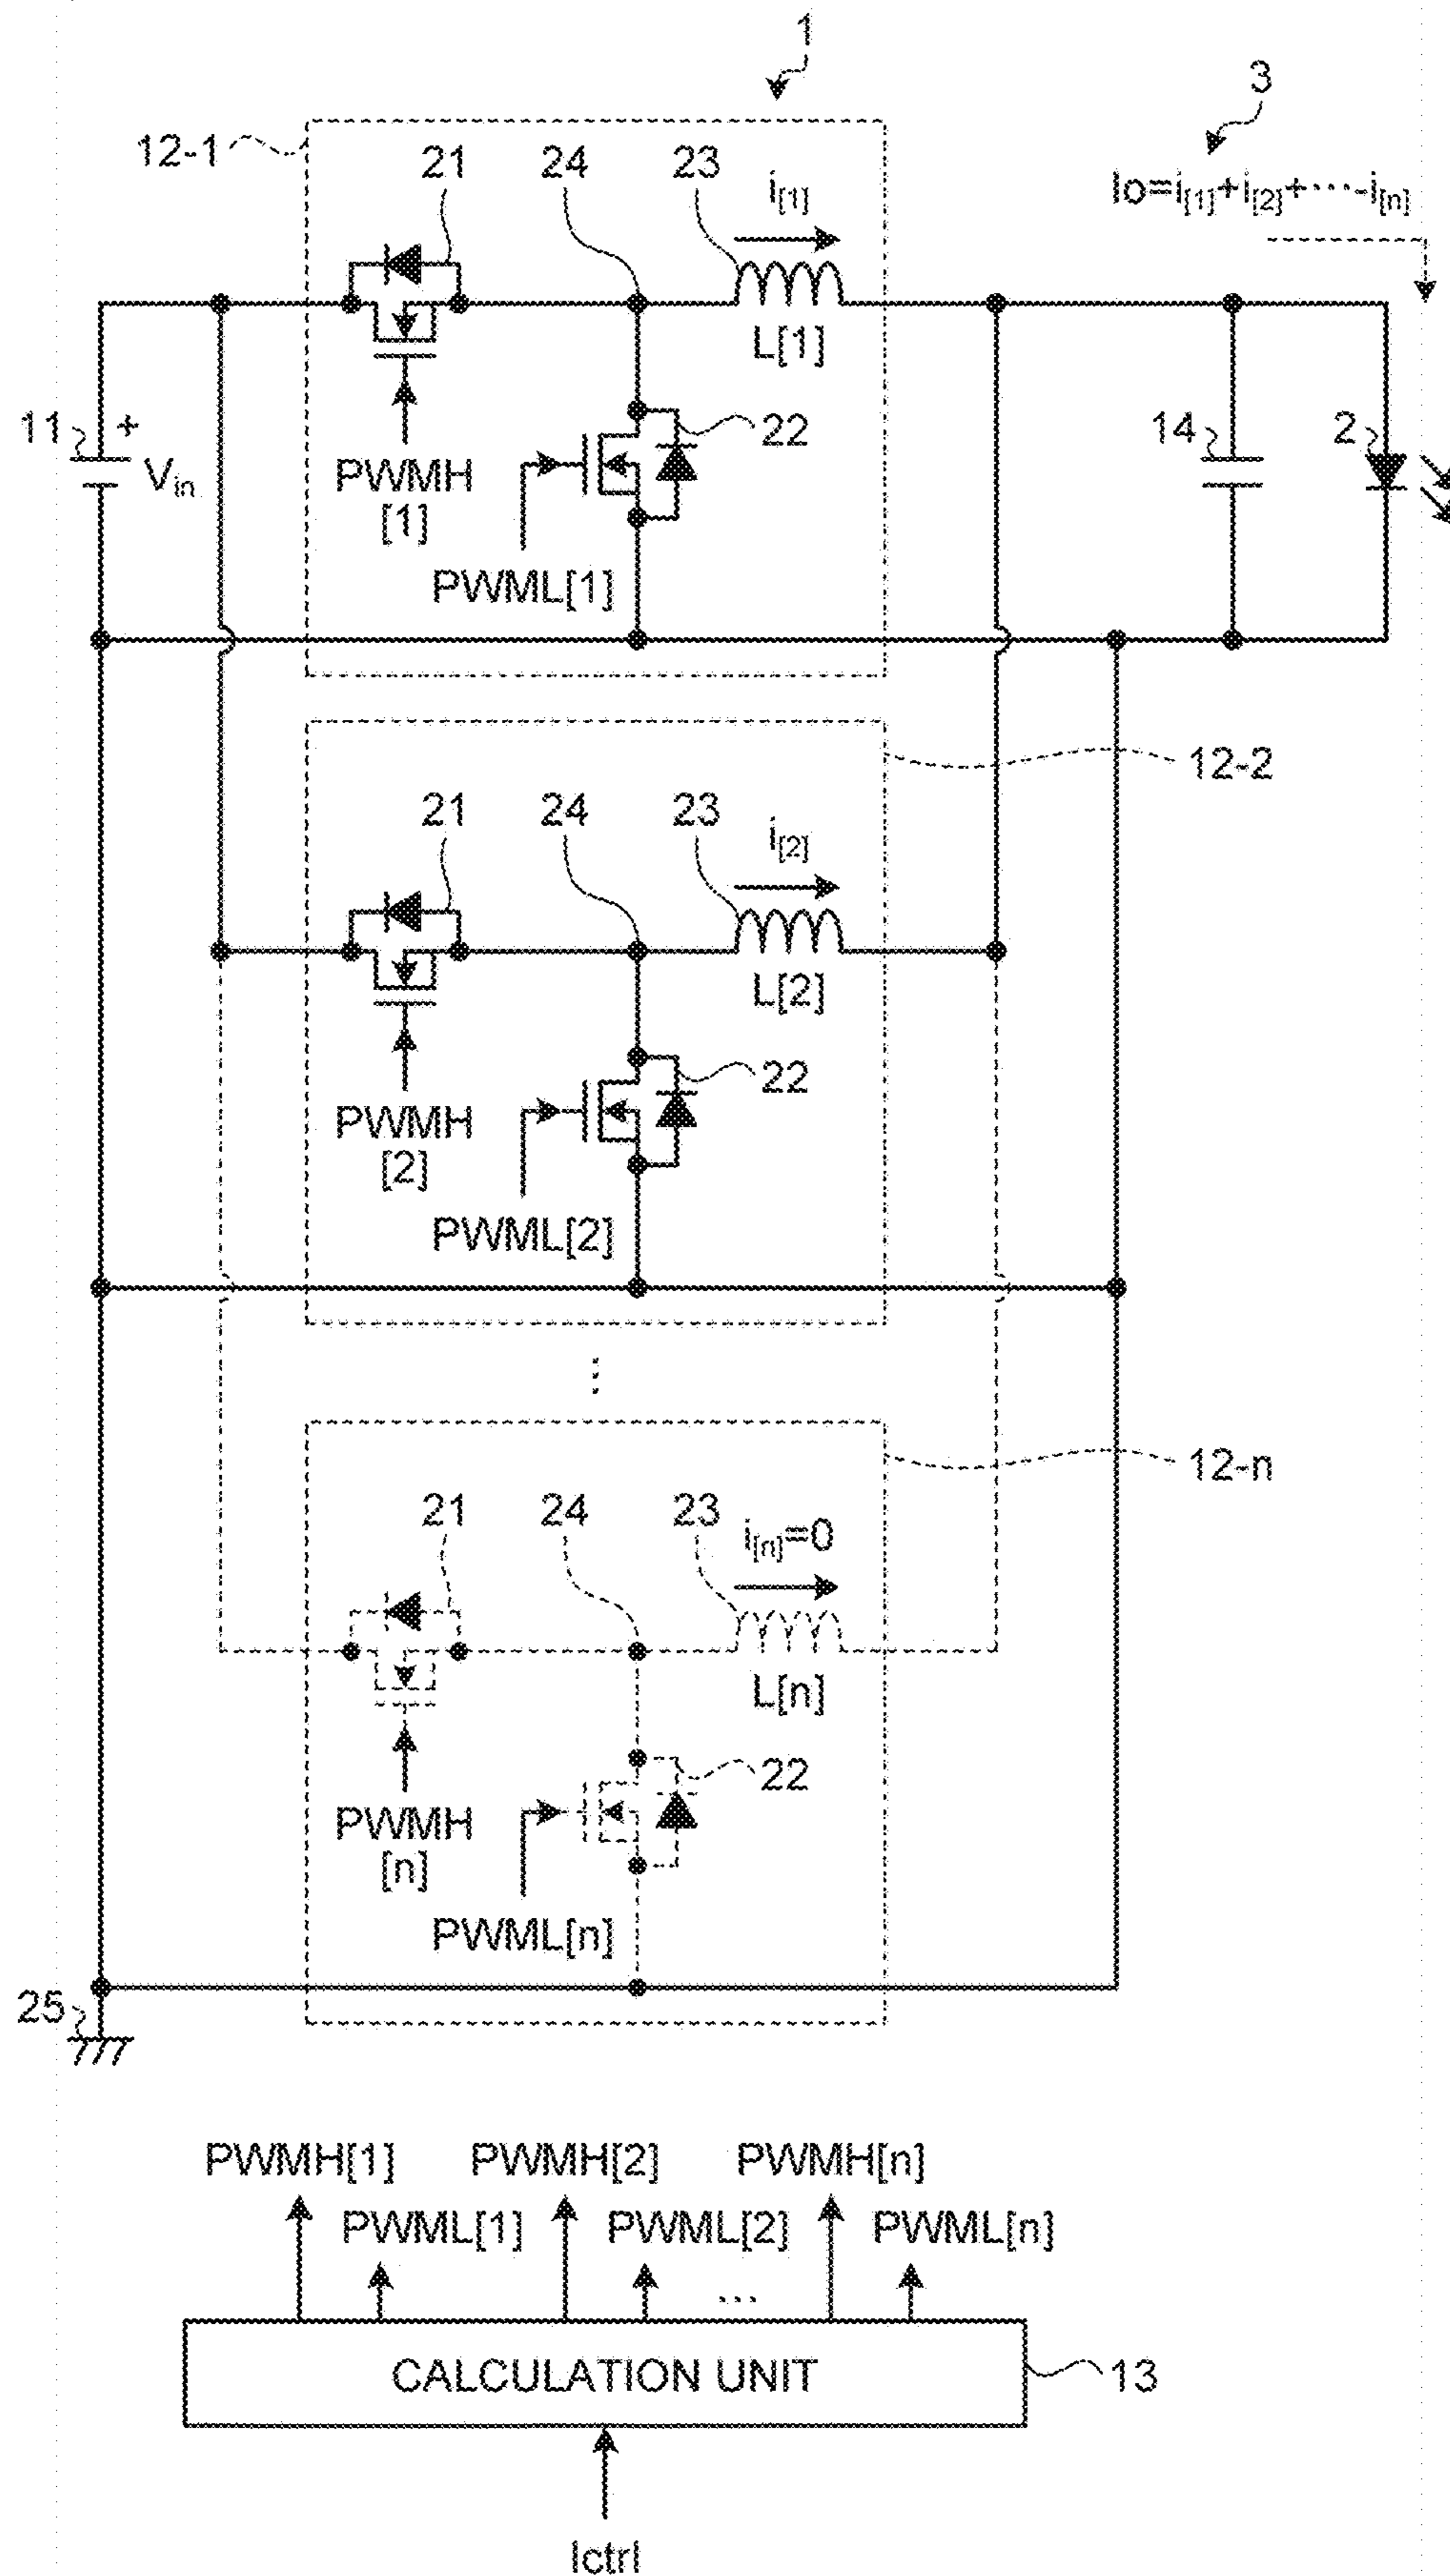 1
3
12-1
21
24
23
i[1]
Io=i[1]+i[2]+⋯-i[n]
L[1]
11
+
Vin
PWMH
[1]
22
14
2
PWML[1]
12-2
21
24
23
i[2]
L[2]
PWMH
[2]
22
PWML[2]
⋮
12-n
21
24
23
i[n]=0
L[n]
PWMH
[n]
22
PWML[n]
25
PWMH[1]
PWMH[2]
PWMH[n]
PWML[1]
PWML[2]
PWML[n]
...
CALCULATION UNIT
13
Ictrl